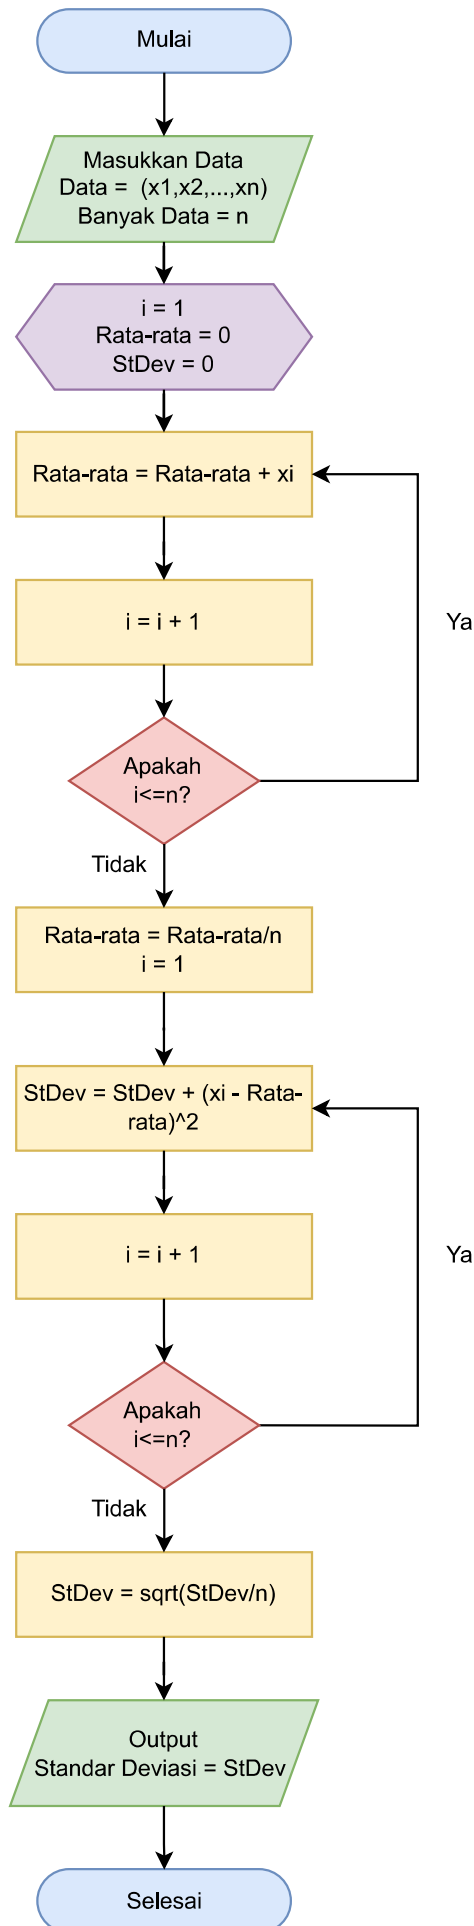 Mulai
Masukkan Data
Data =  (x1,x2,...,xn)
Banyak Data = n
i = 1
Rata-rata = 0
StDev = 0
Rata-rata = Rata-rata + xi
i = i + 1
Ya
Apakah
i<=n?
Tidak
Rata-rata = Rata-rata/n
i = 1
StDev = StDev + (xi - Rata-
rata)^2
i = i + 1
Ya
Apakah
i<=n?
Tidak
StDev = sqrt(StDev/n)
Output
Standar Deviasi = StDev
Selesai